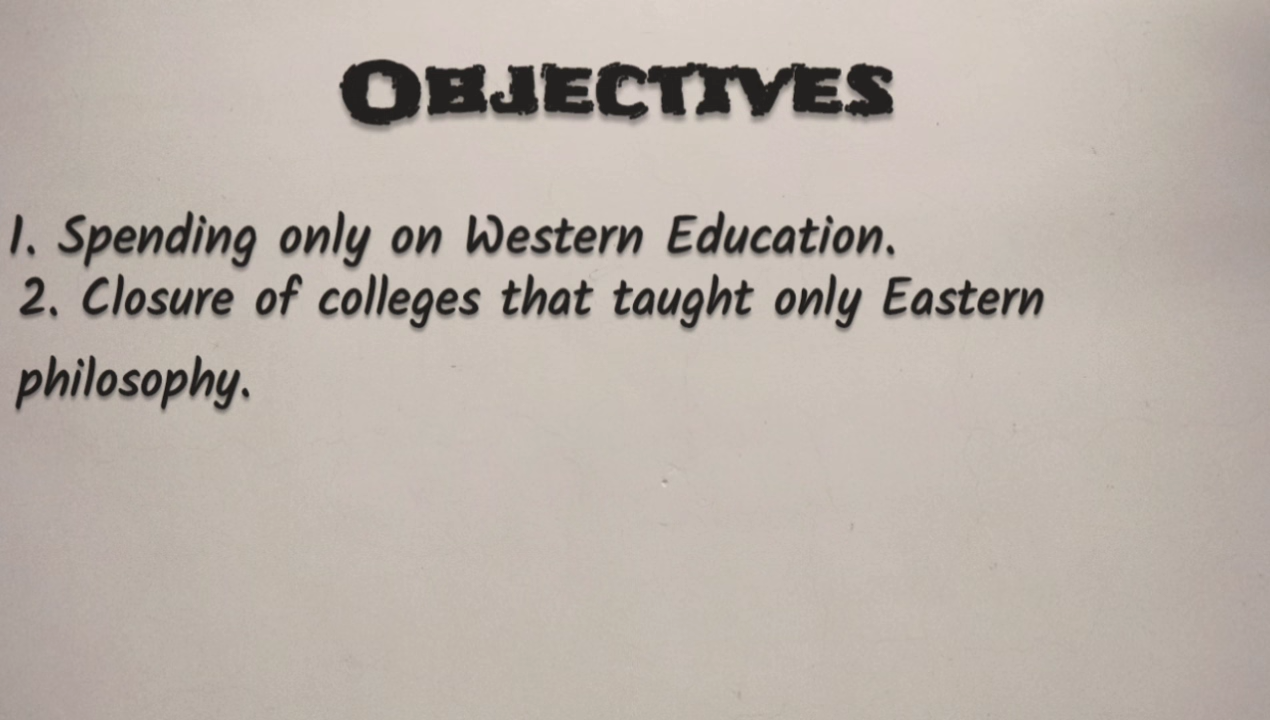 OBJECTIVES
1. Spending only on Western Education.
2. Closure of colleges that taught only Eastern
philosophy.